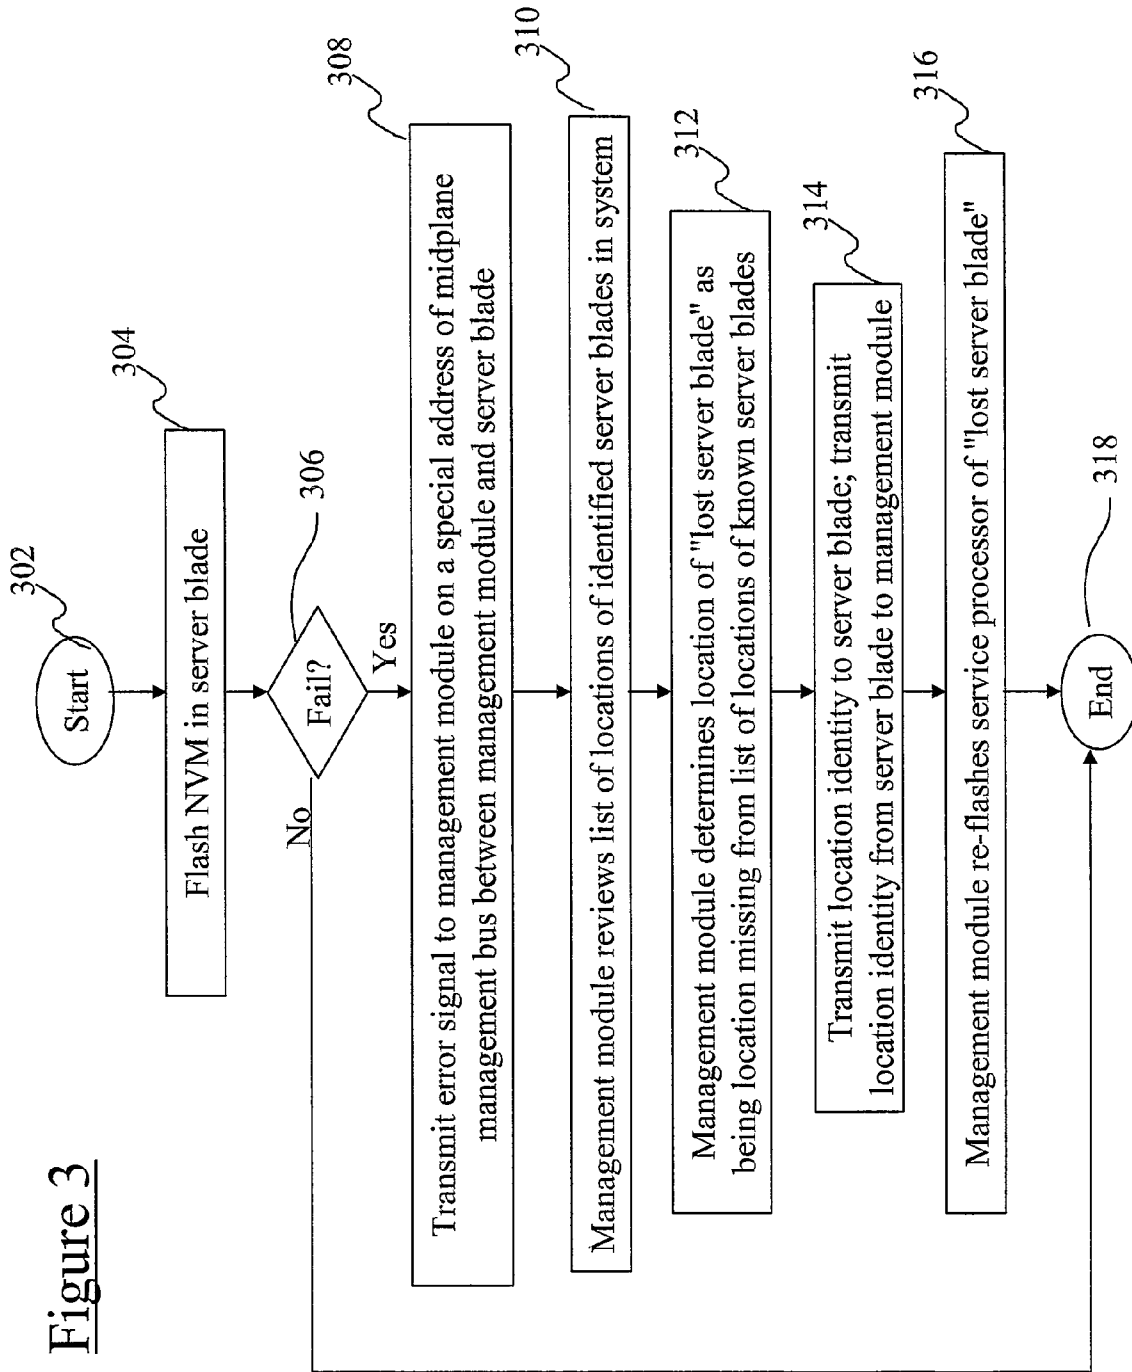 Figure 3
Start
302
Flash NVM in server blade
304
Fail?
306
Yes
No
Transmit error signal to management module on a special address of midplane
management bus between management module and server blade
308
Management module reviews list of locations of identified server blades in system
310
Management module determines location of "lost server blade" as
being location missing from list of locations of known server blades
312
Transmit location identity to server blade; transmit
location identity from server blade to management module
314
Management module re-flashes service processor of "lost server blade"
316
End
318